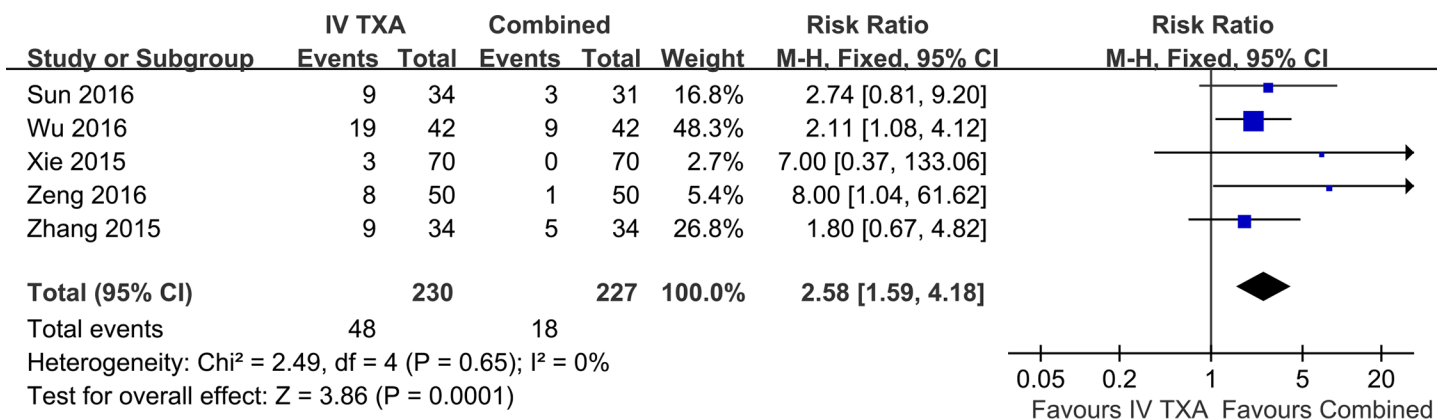 IV TXA Combined Risk Ratio Risk Ratio
Study or Subgroup Events Total Events Total Weight M-H, Fixed, 95% CI M-H, Fixed, 95% CI
Sun 2016 9 34 3 31 16.8% 2.74 [0.81, 9.20]
Wu 2016 19 42 9 42 48.3% 2.11 [1.08, 4.12]
Xie 2015 3 70 0 70 2.7% 7.00 [0.37, 133.06]
Zeng 2016 8 50 1 50 5.4% 8.00 [1.04, 61.62]
Zhang 2015 9 34 5 34 26.8% 1.80 [0.67, 4.82]
Total (95% CI) 230 227 100.0% 2.58 [1.59, 4.18]
Total events 48 18
Heterogeneity: Chi² = 2.49, df = 4 (P = 0.65); I² = 0%
Test for overall effect: Z = 3.86 (P = 0.0001)
0.05 0.2 1 5 20
Favours IV TXA Favours Combined